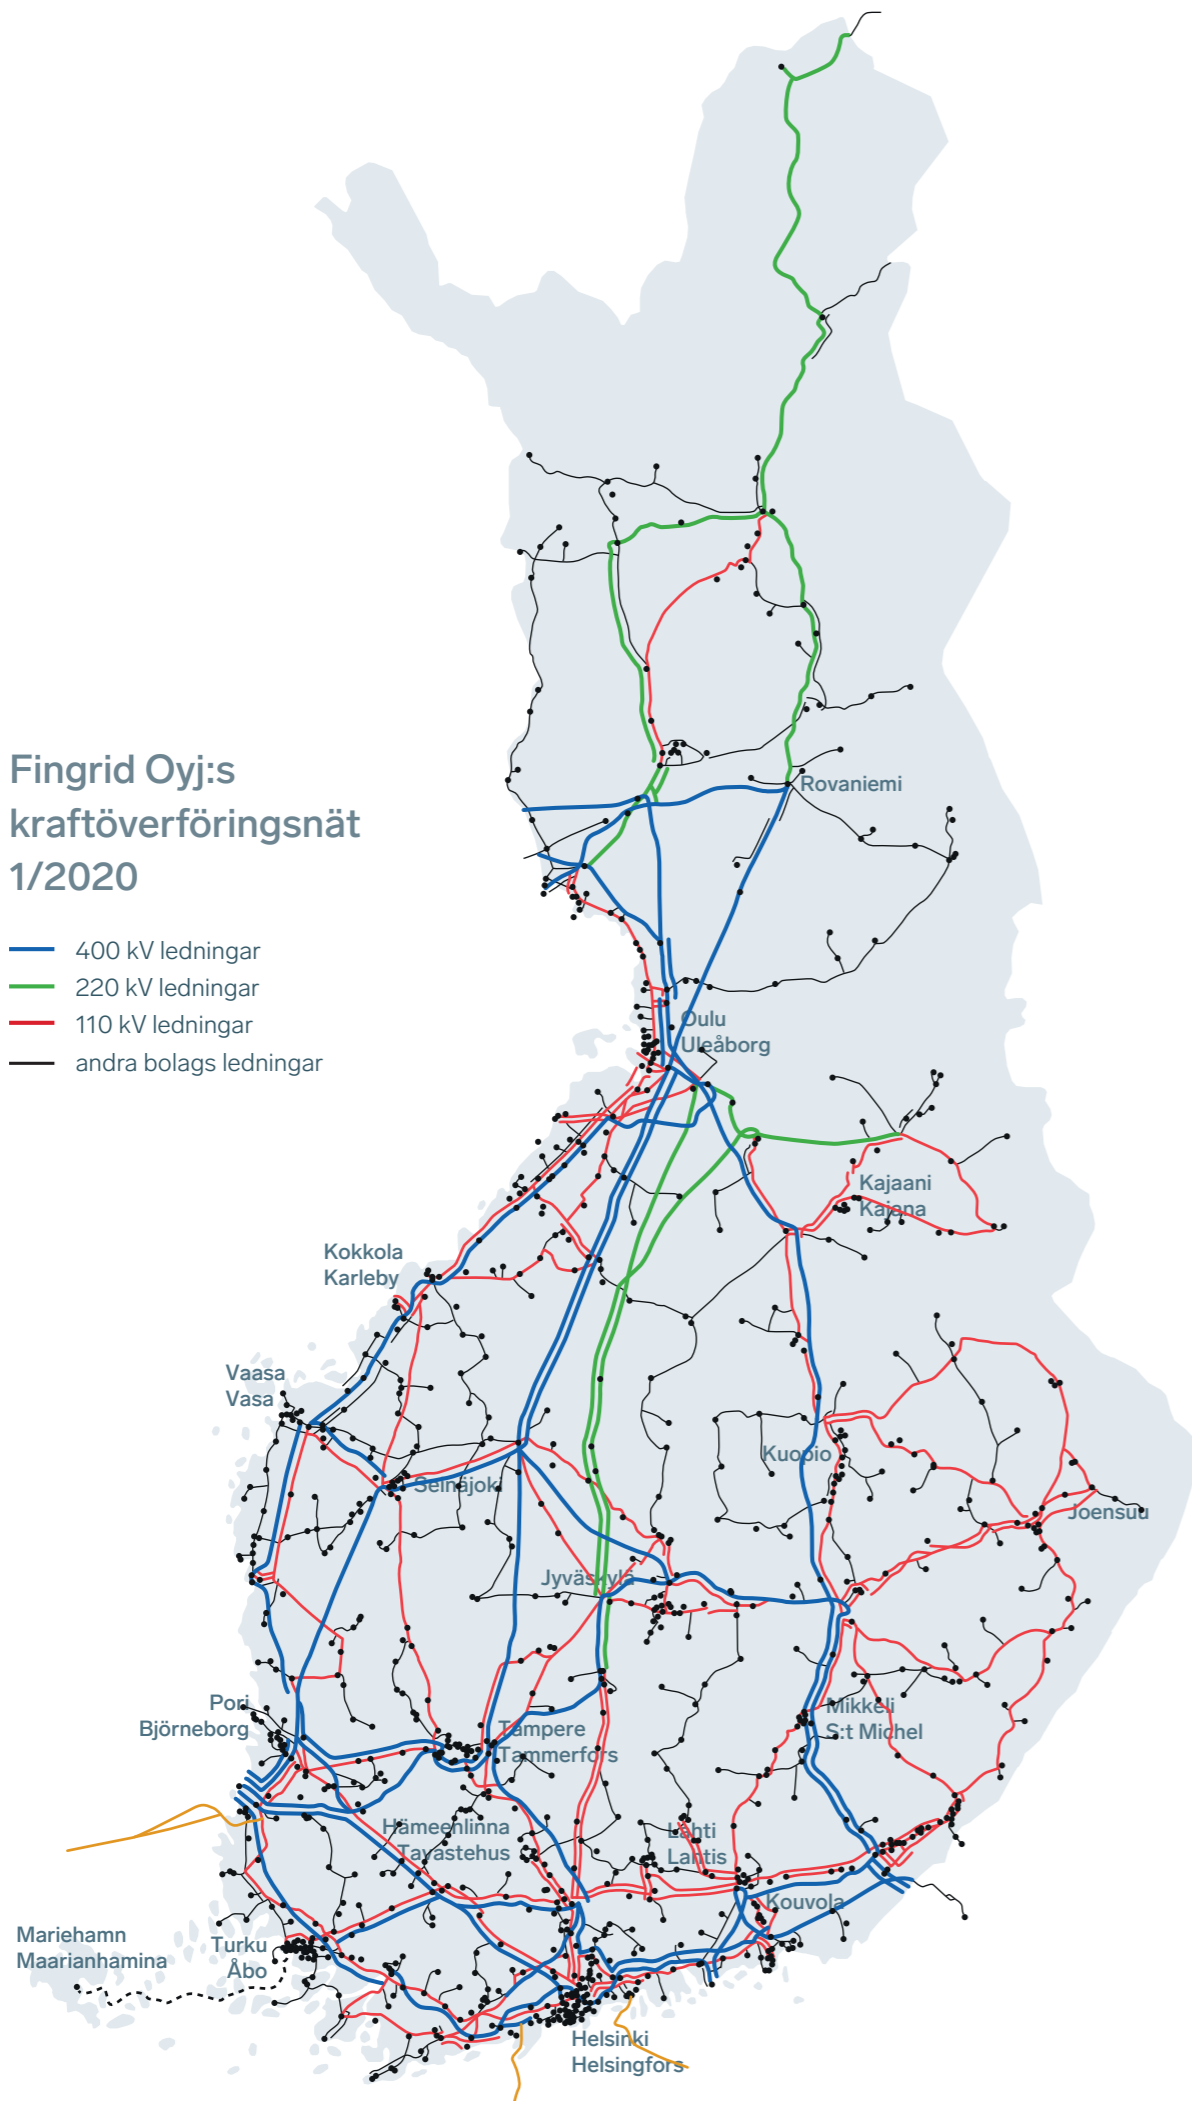 Fingrid Oyj:s
kraftöverföringsnät
1/2020
400 kV ledningar
220 kV ledningar
110 kV ledningar
andra bolags ledningar
Rovaniemi
Oulu
Uleåborg
Kajaani
Kajana
Kokkola
Karleby
Vaasa
Vasa
Kuopio
Seinäjoki
Joensuu
Jyväskylä
Pori
Björneborg
Mikkeli
S:t Michel
Tampere
Tammerfors
Hämeenlinna
Tavastehus
Lahti
Lahtis
Kouvola
Mariehamn
Maarianhamina
Turku
Åbo
Helsinki
Helsingfors